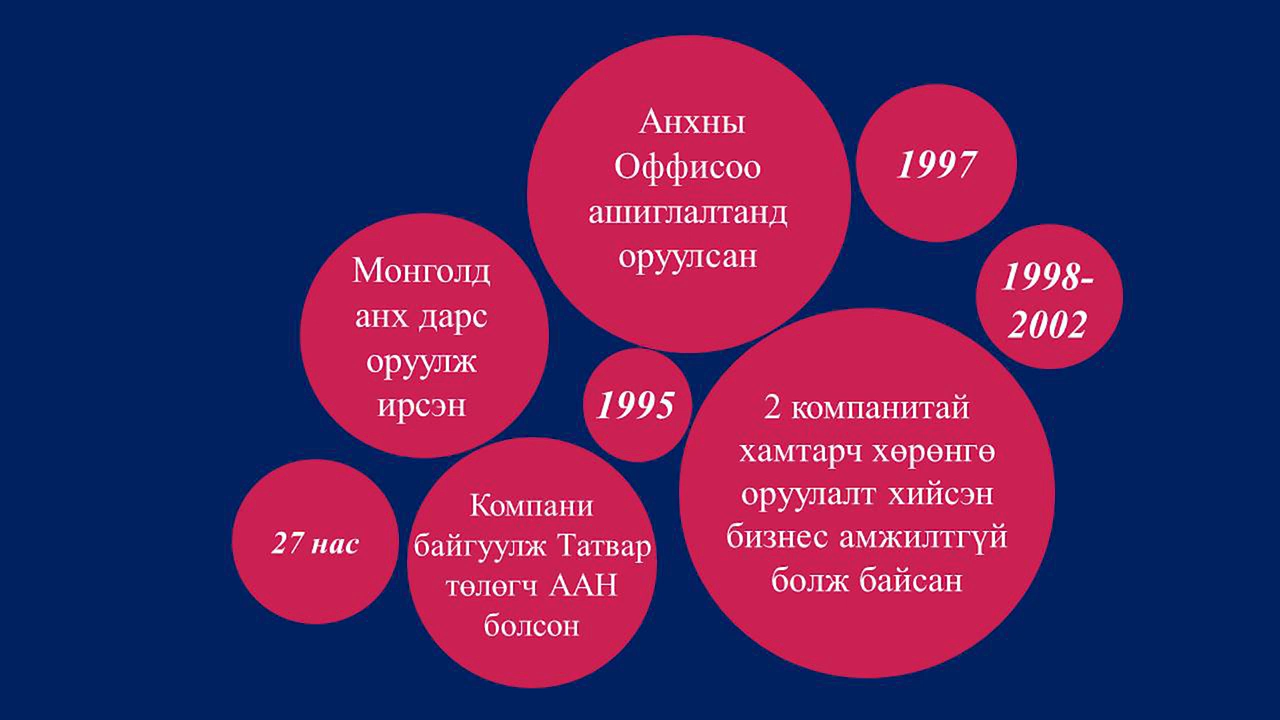 Анхны
Оффисоо
ашиглалтанд
оруулсан
1997
1998-
2002
Монголд
анх дарс
оруулж
ирсэн
1995
2 компанитай
хамтарч хөрөнгө
оруулалт хийсэн
бизнес амжилтгүй
болж байсан
27 нас
Компани
байгуулж Татвар
төлөгч ААН
болсон